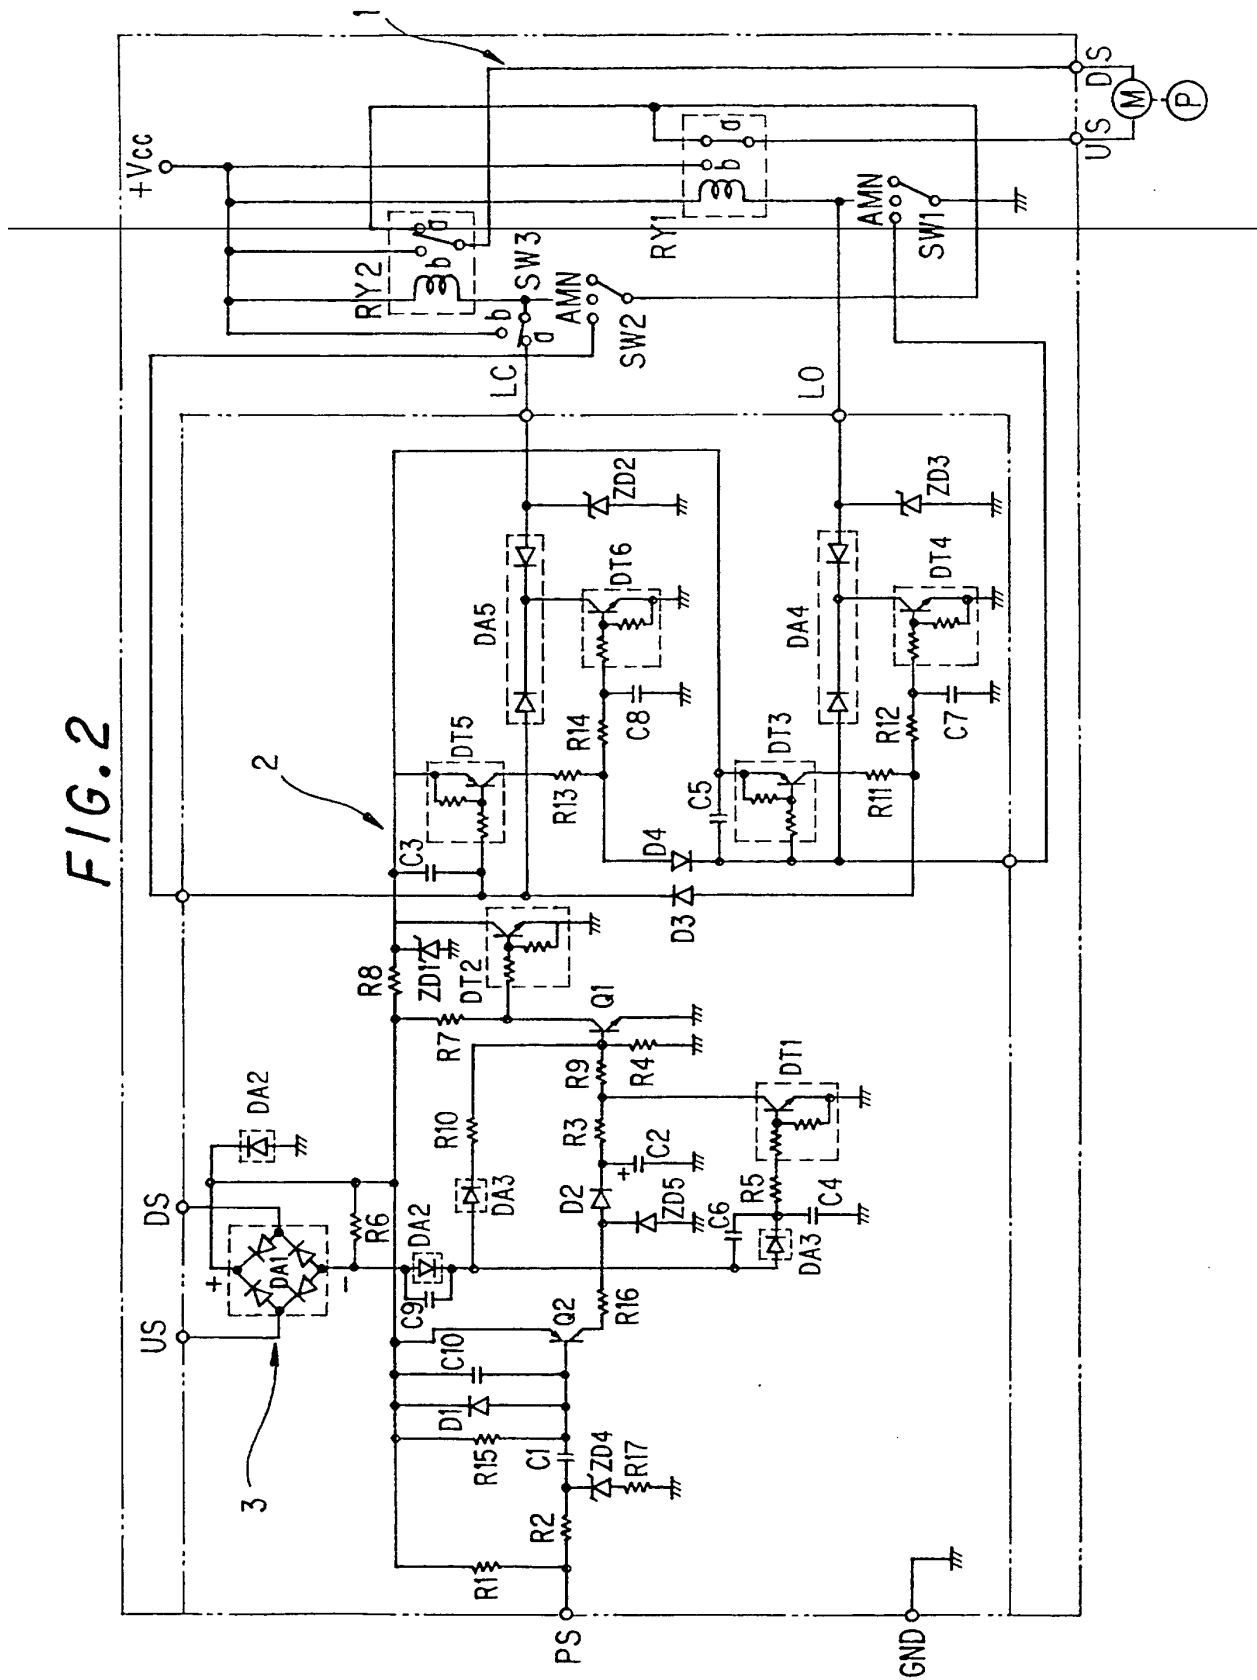 FIG.2
1
2
3
+Vcc
US
DS
DA1
+
-
DA2
R6
R8
ZD1
C3
DT5
DA5
LC
RY2
b
a
SW3
b
a
AMN
SW2
RY1
b
a
AMN
SW1
US
DS
M
P
R1
R2
R15
D1
C10
C1
ZD4
R17
Q2
R16
C9
DA2
DA3
R10
R7
DT2
Q1
D2
ZD5
+
C2
R3
R9
R4
C6
DA3
C4
R5
DT1
D3
D4
R13
R14
C8
DT6
ZD2
C5
DT3
R11
R12
C7
DA4
DT4
ZD3
LO
PS
GND